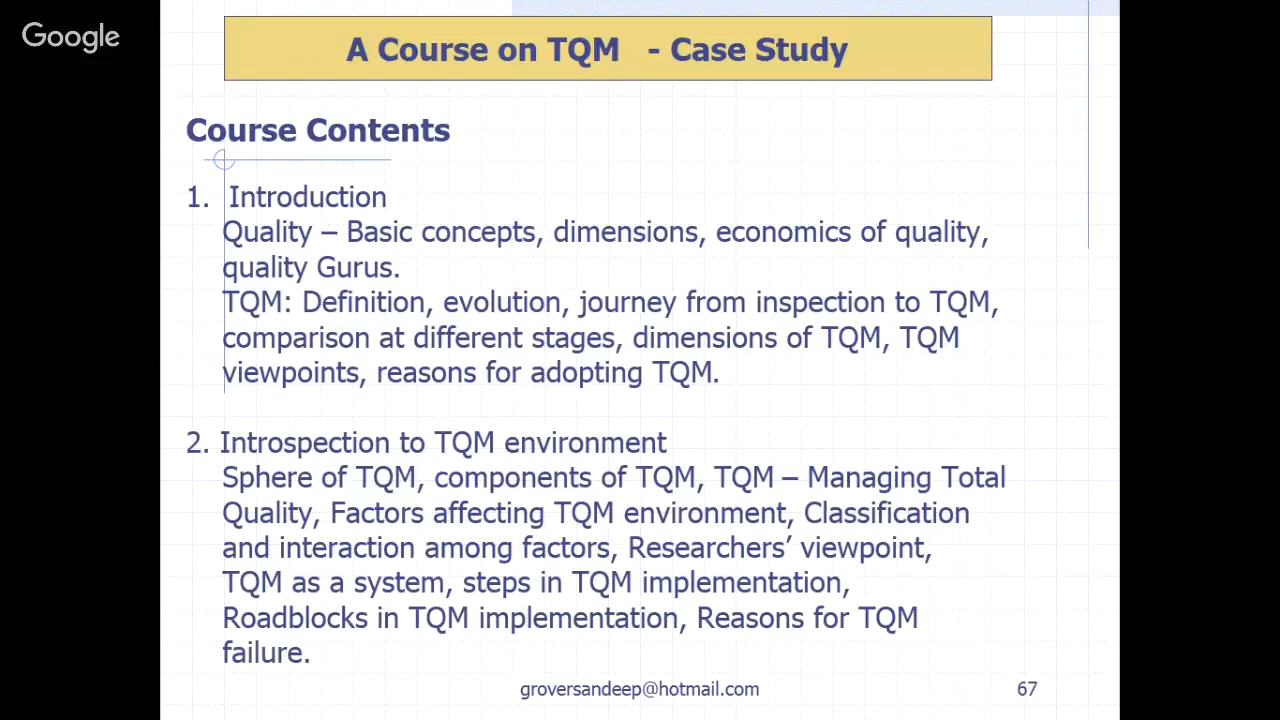 Google
A Course on TQM - Case Study
Course Contents
1. Introduction
Quality – Basic concepts, dimensions, economics of quality,
quality Gurus.
TQM: Definition, evolution, journey from inspection to TQM,
comparison at different stages, dimensions of TQM, TQM
viewpoints, reasons for adopting TQM.
2. Introspection to TQM environment
Sphere of TQM, components of TQM, TQM – Managing Total
Quality, Factors affecting TQM environment, Classification
and interaction among factors, Researchers’ viewpoint,
TQM as a system, steps in TQM implementation,
Roadblocks in TQM implementation, Reasons for TQM
failure.
groversandeep@hotmail.com 67